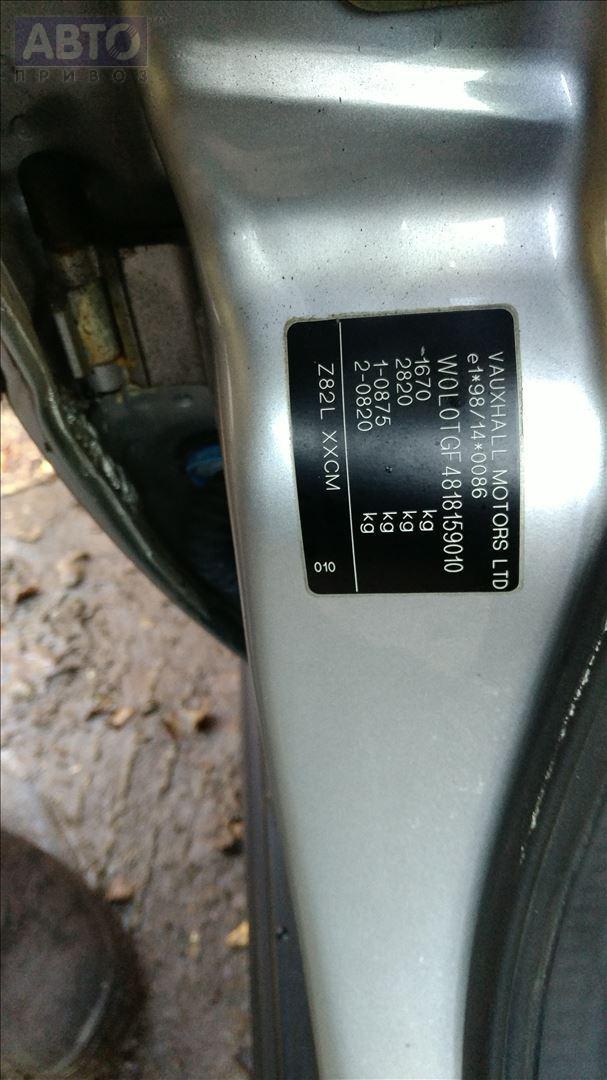 АВТО
ПРИВОЗ
VAUXHALL MOTORS LTD
e1*98/14*0086
W0L0TGF4818159010
1670 kg
2820 kg
1-0875 kg
2-0820 kg
Z82L XXCM 010